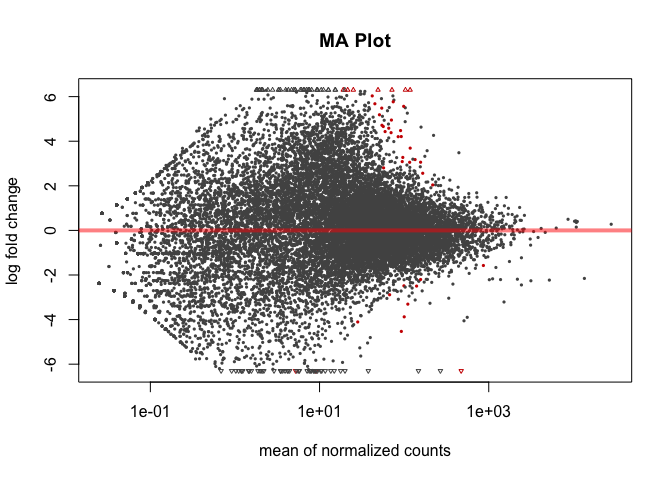 MA Plot
log fold change
6
4
2
0
-2
-4
-6
1e-01
1e+01
1e+03
mean of normalized counts